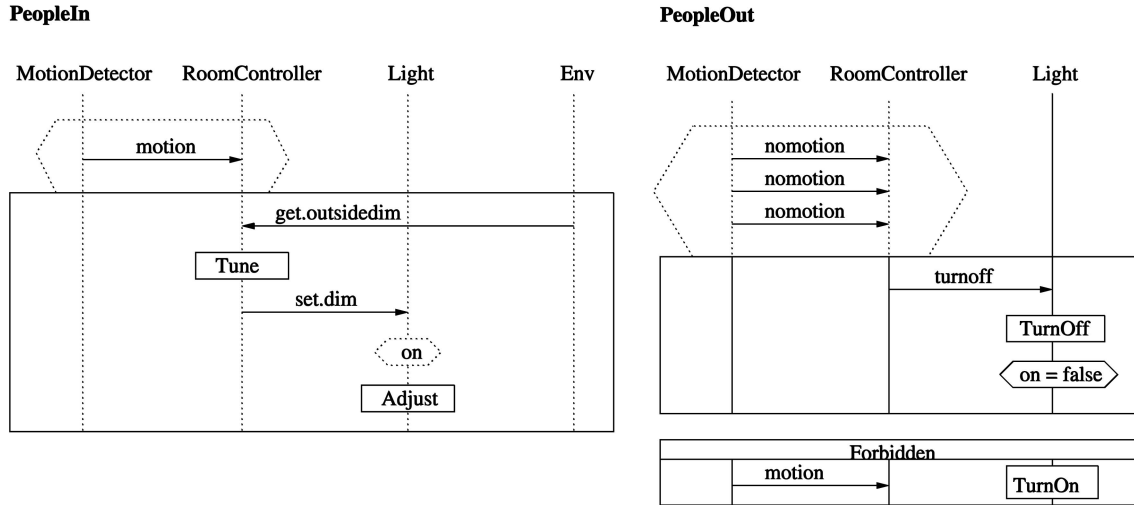 PeopleIn
MotionDetector RoomController Light Env
motion
get.outsidedim
Tune
set.dim
on
Adjust
PeopleOut
MotionDetector RoomController Light
nomotion
nomotion
nomotion
turnoff
TurnOff
on = false
Forbidden
motion
TurnOn